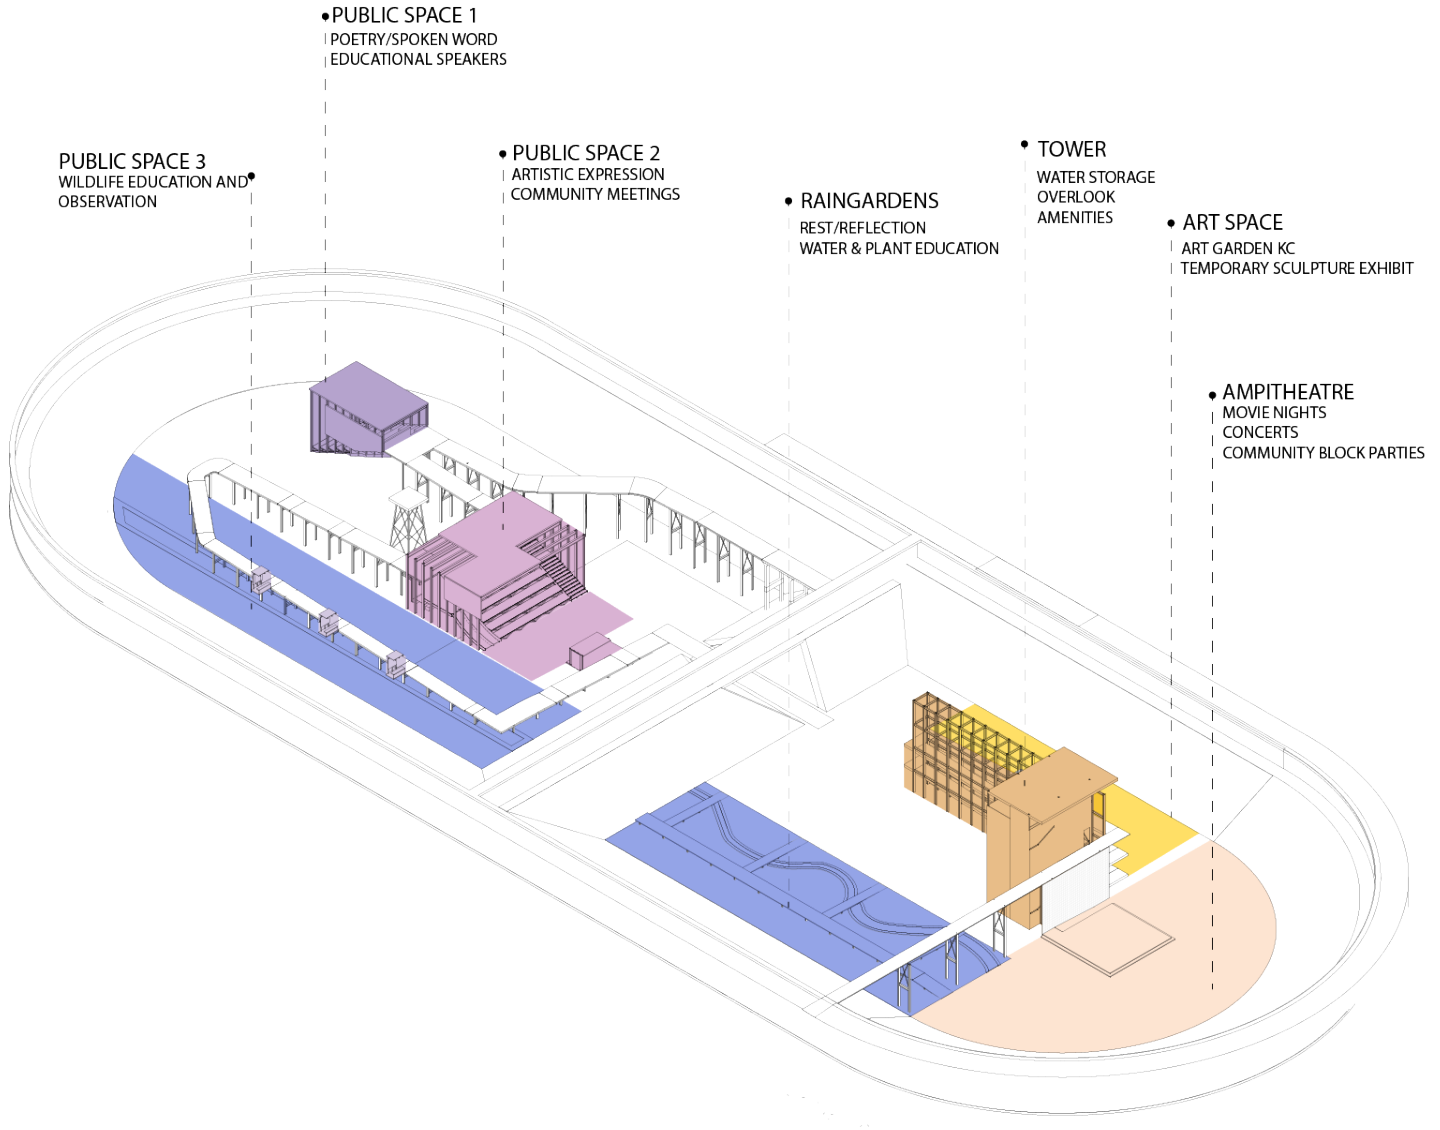 PUBLIC SPACE 1
POETRY/SPOKEN WORD
EDUCATIONAL SPEAKERS
PUBLIC SPACE 3
WILDLIFE EDUCATION AND
OBSERVATION
PUBLIC SPACE 2
ARTISTIC EXPRESSION
COMMUNITY MEETINGS
RAINGARDENS
REST/REFLECTION
WATER & PLANT EDUCATION
TOWER
WATER STORAGE
OVERLOOK
AMENITIES
ART SPACE
ART GARDEN KC
TEMPORARY SCULPTURE EXHIBIT
AMPITHEATRE
MOVIE NIGHTS
CONCERTS
COMMUNITY BLOCK PARTIES